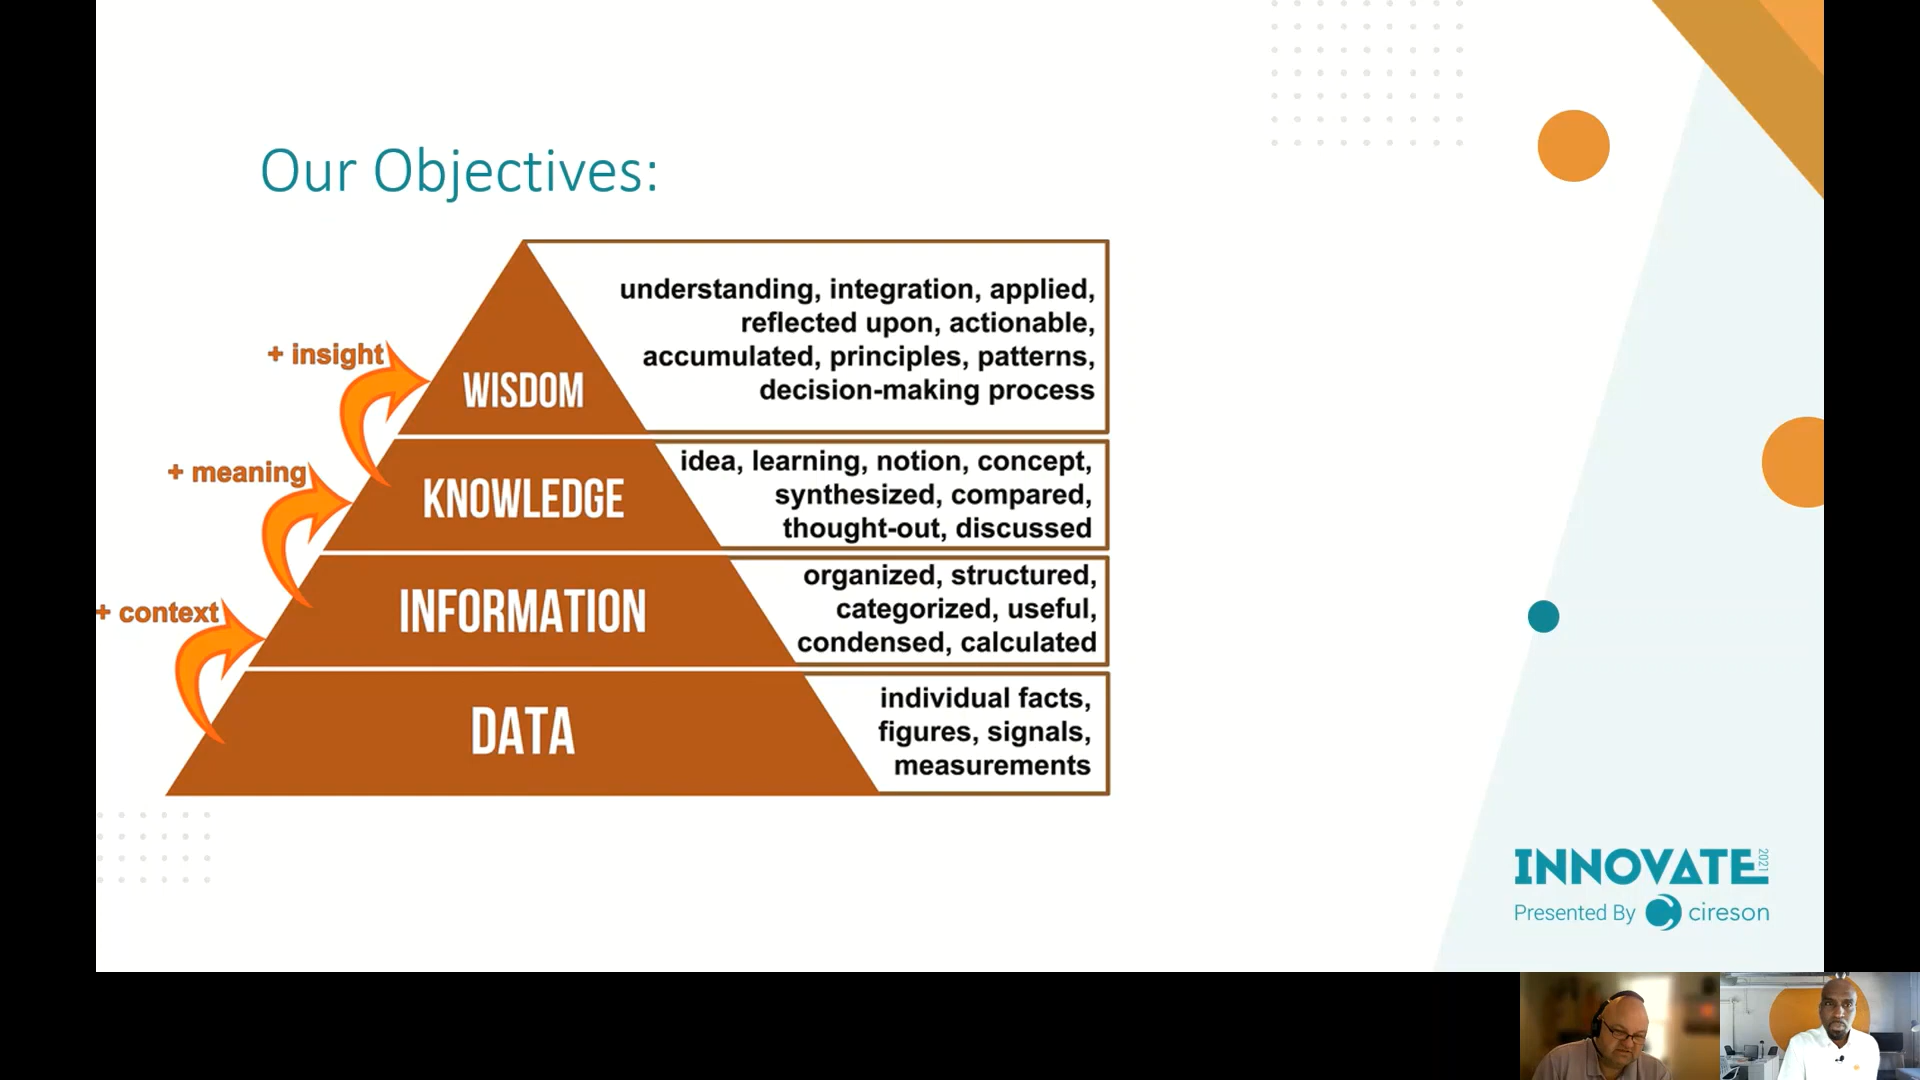 Our Objectives:
understanding, integration, applied,
reflected upon, actionable,
accumulated, principles, patterns,
decision-making process
+ insight
WISDOM
+ meaning
idea, learning, notion, concept,
synthesized, compared,
thought-out, discussed
KNOWLEDGE
+ context
organized, structured,
categorized, useful,
condensed, calculated
INFORMATION
individual facts,
figures, signals,
measurements
DATA
INNOVATE 2021
Presented By cireson